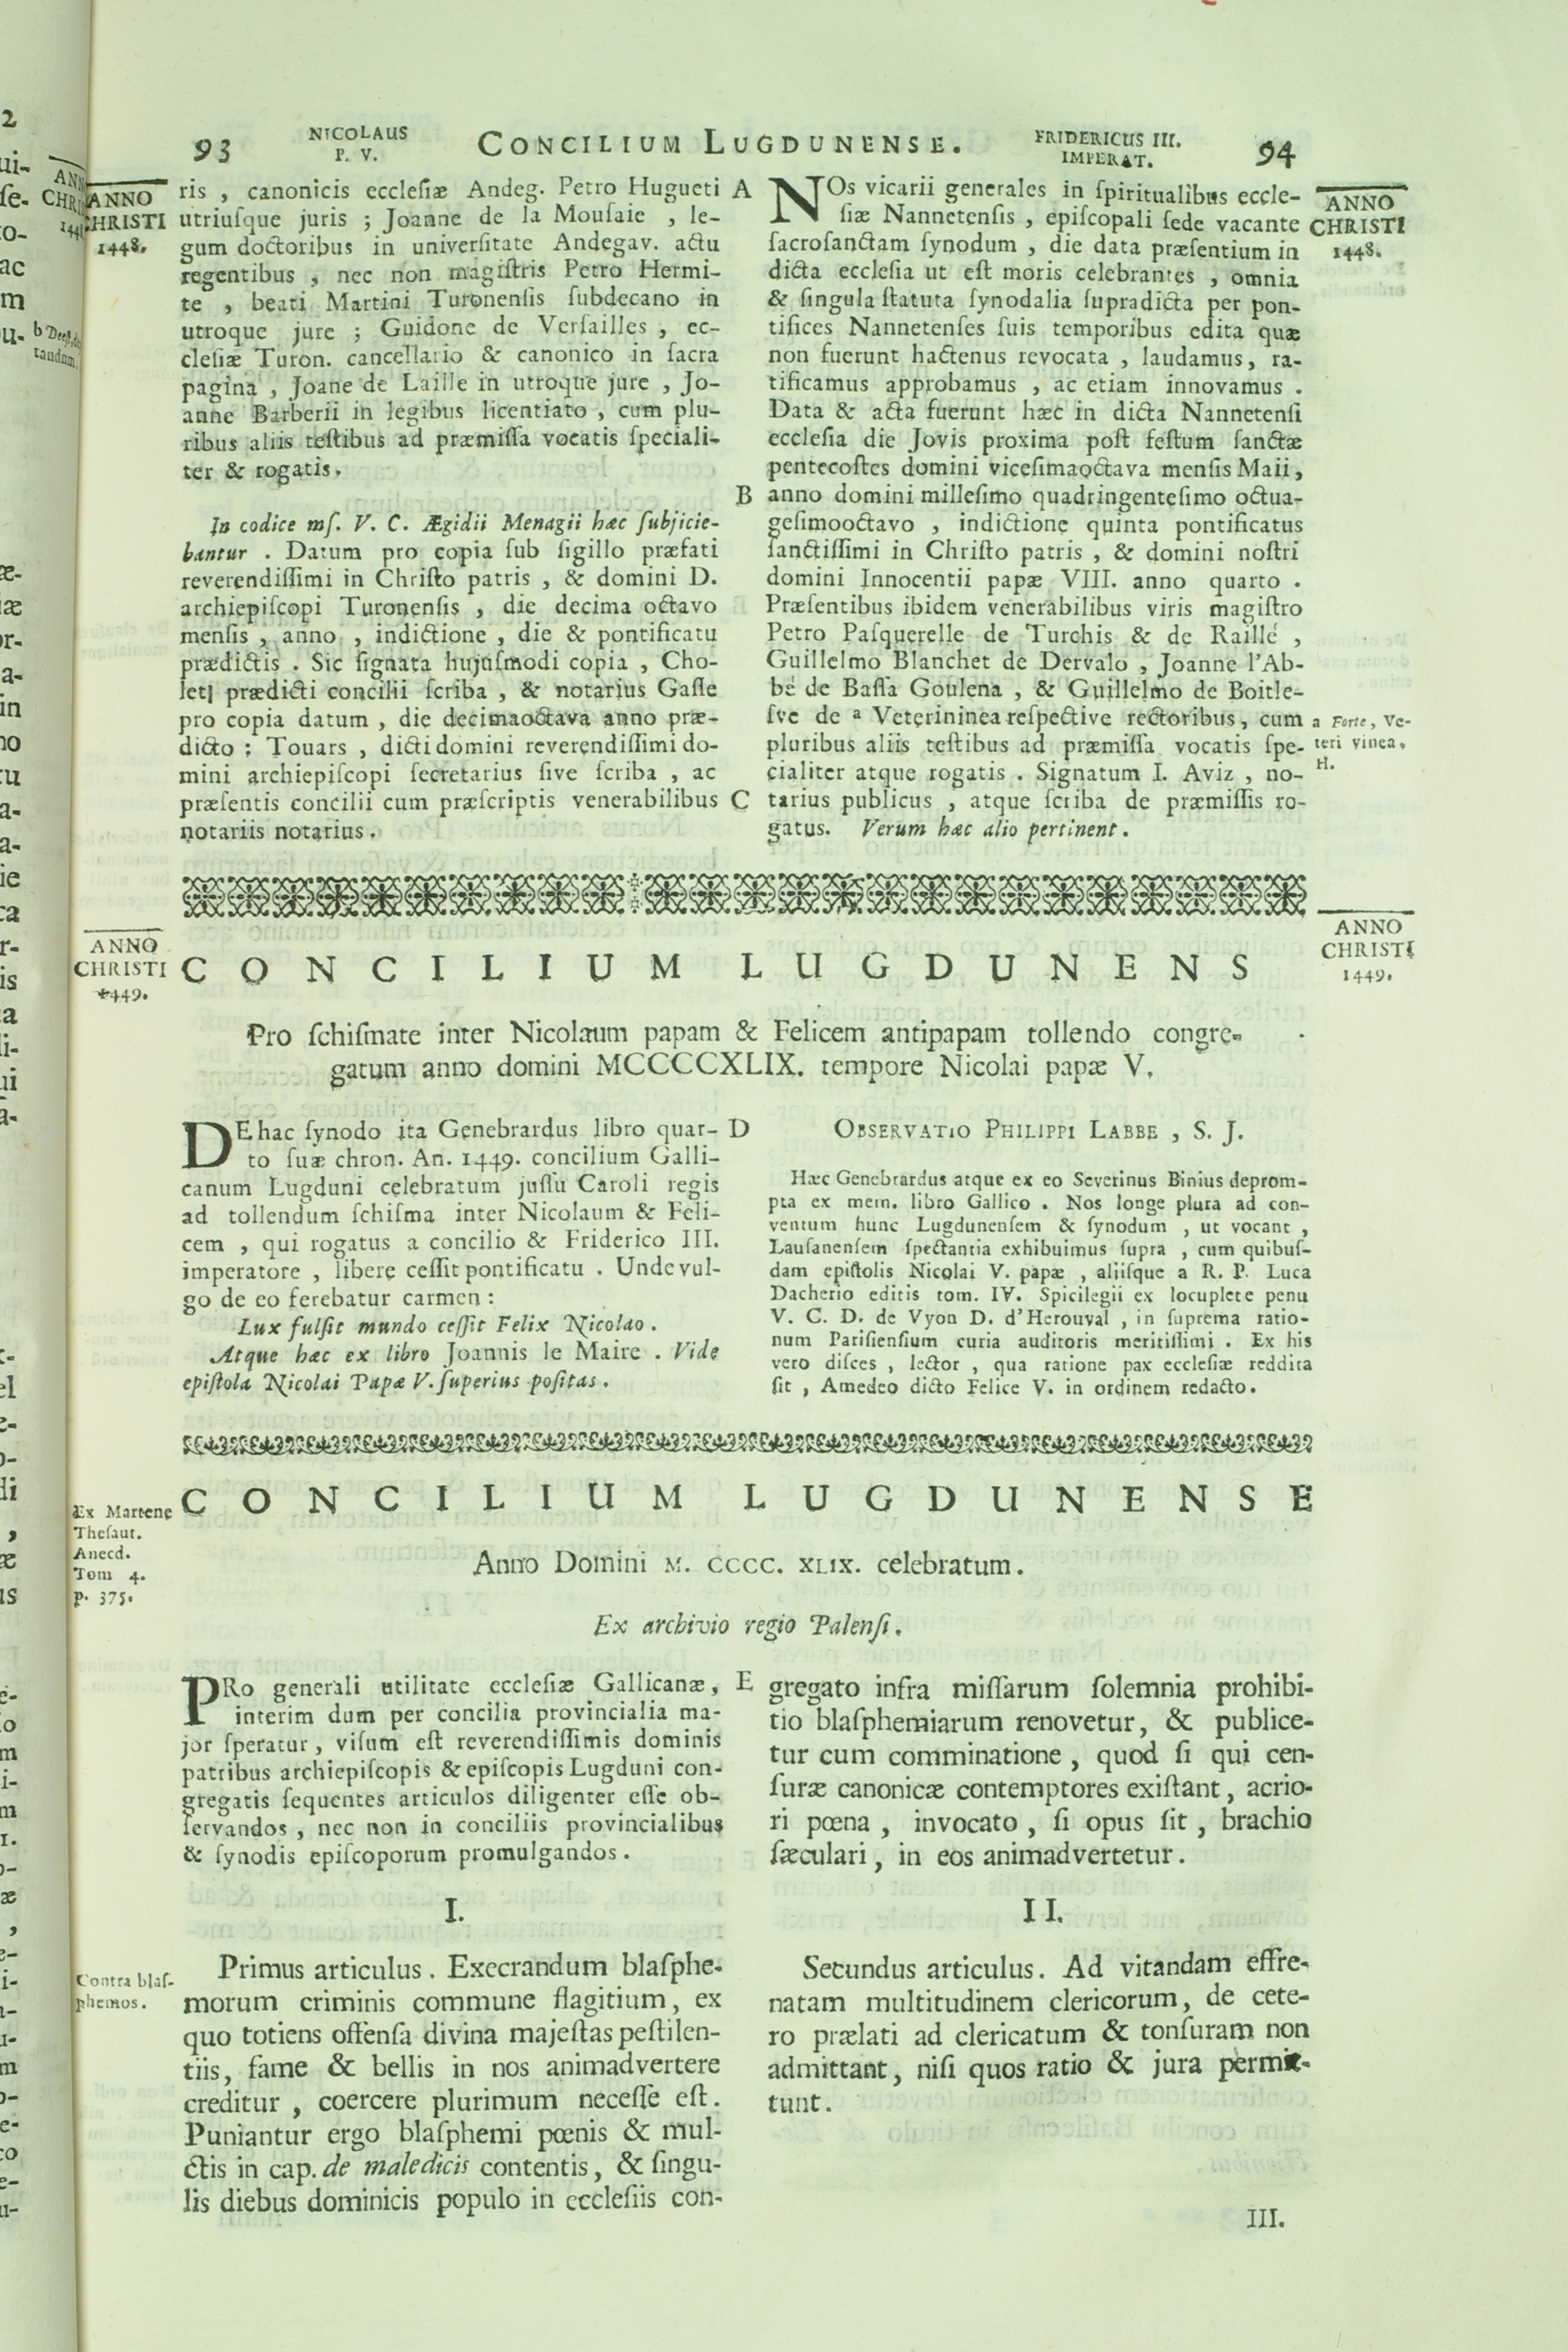 93
NICOLAUS
P. V.
CONCILIUM LUGDUNENSE.
FRIDERICUS III.
IMPERAT.
94
ANNO
CHRISTI
1448.
ris , canonicis ecclesiæ Andeg. Petro Hugueti
utriusque juris ; Joanne de la Mousaie , le-
gum doctoribus in universitate Andegav. actu
regentibus , nec non magistris Petro Hermi-
te , beati Martini Turonensis subdecano in
utroque jure ; Guidone de Versailles , ec-
clesiæ Turon. cancellario & canonico in sacra
pagina , Joane de Laille in utroque jure , Jo-
anne Barberii in legibus licentiato , cum plu-
ribus aliis testibus ad præmissa vocatis speciali-
ter & rogatis.
In codice ms. V. C. Ægidii Menagii hæc subjicie-
bantur . Datum pro copia sub sigillo præfati
reverendissimi in Christo patris , & domini D.
archiepiscopi Turonensis , die decima octavo
mensis , anno , indictione , die & pontificatu
prædictis . Sic signata hujusmodi copia , Cho-
let] prædicti concilii scriba , & notarius Gasle
pro copia datum , die decimaoctava anno præ-
dicto ; Touars , dicti domini reverendissimi do-
mini archiepiscopi secretarius sive scriba , ac
præsentis concilii cum præscriptis venerabilibus
notariis notarius.
A
B
C
NOs vicarii generales in spiritualibus eccle-
siæ Nannetensis , episcopali sede vacante
sacrosanctam synodum , die data præsentium in
dicta ecclesia ut est moris celebrantes , omnia
& singula statuta synodalia supradicta per pon-
tifices Nannetenses suis temporibus edita quæ
non fuerunt hactenus revocata , laudamus, ra-
tificamus approbamus , ac etiam innovamus .
Data & acta fuerunt hæc in dicta Nannetensi
ecclesia die Jovis proxima post festum sanctæ
pentecostes domini vicesimaoctava mensis Maii,
anno domini millesimo quadringentesimo octua-
gesimooctavo , indictione quinta pontificatus
sanctissimi in Christo patris , & domini nostri
domini Innocentii papæ VIII. anno quarto .
Præsentibus ibidem venerabilibus viris magistro
Petro Pasquerelle de Turchis & de Raillé ,
Guillelmo Blanchet de Dervalo , Joanne l'Ab-
bé de Bassa Goulena , & Guillelmo de Boitle-
sve de ª Veterininea respective rectoribus, cum
pluribus aliis testibus ad præmissa vocatis spe-
cialiter atque rogatis . Signatum I. Aviz , no-
tarius publicus , atque scriba de præmissis ro-
gatus. Verum hæc alio pertinent .
ANNO
CHRISTI
1448.
a Forte, Ve-
teri vinea.
H.
ANNO
CHRISTI
1449.
CONCILIUM LUGDUNENS
ANNO
CHRISTI
1449.
Pro schismate inter Nicolaum papam & Felicem antipapam tollendo congre-
gatum anno domini MCCCCXLIX. tempore Nicolai papæ V.
DE hac synodo ita Genebrardus libro quar-
to suæ chron. An. 1449. concilium Galli-
canum Lugduni celebratum jussu Caroli regis
ad tollendum schisma inter Nicolaum & Feli-
cem , qui rogatus a concilio & Friderico III.
imperatore , libere cessit pontificatu . Unde vul-
go de eo ferebatur carmen :
Lux fulsit mundo cessit Felix Nicolao .
Atque hæc ex libro Joannis le Maire . Vide
epistola Nicolai Papæ V. superius positas .
D
OBSERVATIO PHILIPPI LABBE , S. J.
Hæc Genebrardus atque ex eo Severinus Binius deprom-
pta ex mem. libro Gallico . Nos longe plura ad con-
ventum hunc Lugdunensem & synodum , ut vocant ,
Lausanensem spectantia exhibuimus supra , cum quibus-
dam epistolis Nicolai V. papæ , aliisque a R. P. Luca
Dacherio editis tom. IV. Spicilegii ex locuplete penu
V. C. D. de Vyon D. d'Herouval , in suprema ratio-
num Parisiensium curia auditoris meritissimi . Ex his
vero disces , lector , qua ratione pax ecclesiæ reddita
sit , Amedeo dicto Felice V. in ordinem redacto .
CONCILIUM LUGDUNENSE
Ex Martene
Thesaut.
Anecd.
Tom 4.
p. 375.
Anno Domini M. CCCC. XLIX. celebratum.
Ex archivio regio Palensi.
PRo generali utilitate ecclesiæ Gallicanæ,
interim dum per concilia provincialia ma-
jor speratur, visum est reverendissimis dominis
patribus archiepiscopis & episcopis Lugduni con-
gregatis sequentes articulos diligenter esse ob-
servandos , nec non in conciliis provincialibus
& synodis episcoporum promulgandos .
I.
Contra blas-
phemos.
Primus articulus. Execrandum blasphe-
morum criminis commune flagitium, ex
quo totiens offensa divina majestas pestilen-
tiis, fame & bellis in nos animadvertere
creditur , coercere plurimum necesse est.
Puniantur ergo blasphemi pœnis & mul-
ctis in cap. de maledicis contentis, & singu-
lis diebus dominicis populo in ecclesiis con-
E
gregato infra missarum solemnia prohibi-
tio blasphemiarum renovetur, & publice-
tur cum comminatione, quod si qui cen-
suræ canonicæ contemptores existant, acrio-
ri pœna , invocato , si opus sit , brachio
sæculari, in eos animadvertetur.
II.
Secundus articulus. Ad vitandam effre-
natam multitudinem clericorum, de cete-
ro prælati ad clericatum & tonsuram non
admittant, nisi quos ratio & jura permit-
tunt.
III.